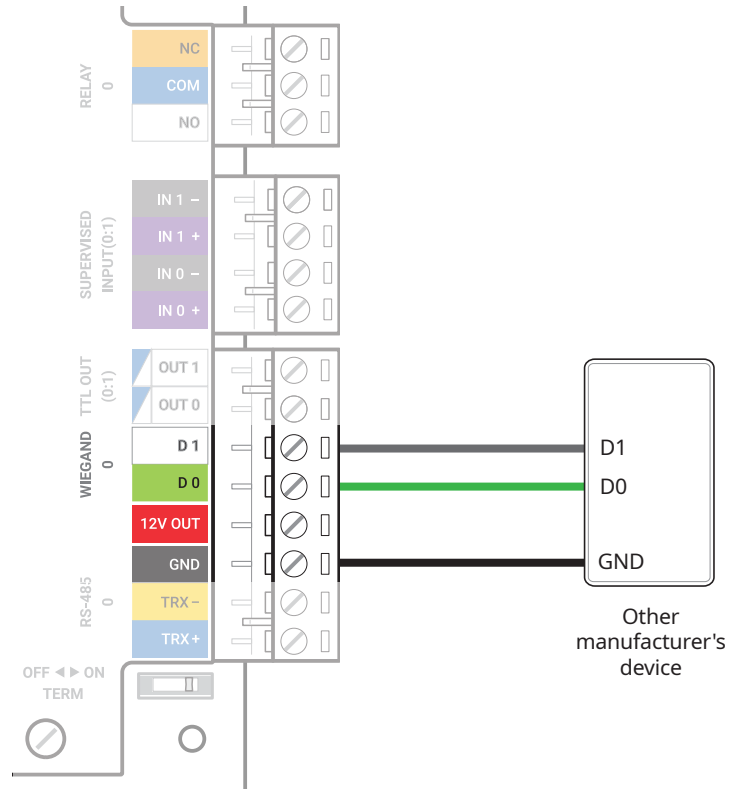 RELAY
0
NC
COM
NO
SUPERVISED
INPUT(0:1)
IN 1 −
IN 1 +
IN 0 −
IN 0 +
TTL OUT
(0:1)
OUT 1
OUT 0
WIEGAND
0
D 1
D 0
12V OUT
GND
RS-485
0
TRX −
TRX +
OFF ◀ ▶ ON
TERM
D1
D0
GND
Other
manufacturer's
device